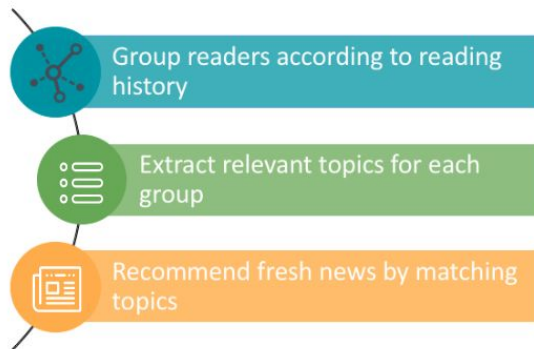 Group readers according to reading
history
Extract relevant topics for each
group
Recommend fresh news by matching
topics